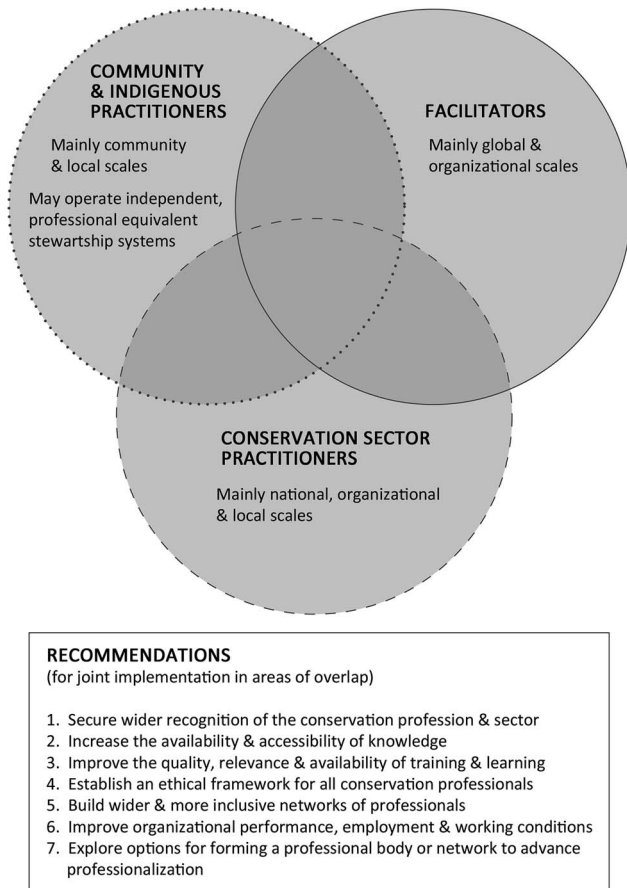 COMMUNITY
& INDIGENOUS
PRACTITIONERS
Mainly community
& local scales
May operate independent,
professional equivalent
stewartship systems
FACILITATORS
Mainly global &
organizational scales
CONSERVATION SECTOR
PRACTITIONERS
Mainly national, organizational
& local scales
RECOMMENDATIONS
(for joint implementation in areas of overlap)
1. Secure wider recognition of the conservation profession & sector
2. Increase the availability & accessibility of knowledge
3. Improve the quality, relevance & availability of training & learning
4. Establish an ethical framework for all conservation professionals
5. Build wider & more inclusive networks of professionals
6. Improve organizational performance, employment & working conditions
7. Explore options for forming a professional body or network to advance
professionalization